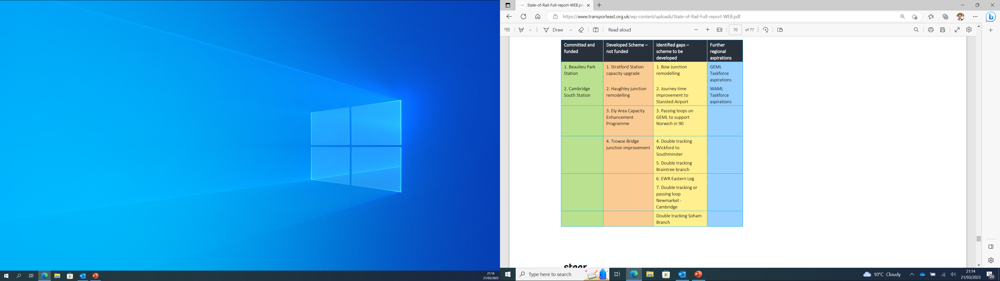 State-of-Rail-Full-report-WEB.pd
https://www.transporteast.org.uk/wp-content/uploads/State-of-Rail-Full-report-WEB.pdf
Draw
Read aloud
70 of 77
Committed and
funded
Developed Scheme –
not funded
Identified gaps –
scheme to be
developed
Further
regional
aspirations
1. Beaulieu Park
Station
1. Stratford Station
capacity upgrade
1. Bow Junction
remodelling
GEML
Taskforce
aspirations
2. Cambridge
South Station
2. Haughley junction
remodelling
2. Journey time
improvement to
Stansted Airport
WAML
Taskforce
aspirations
3. Ely Area Capacity
Enhancement
Programme
3. Passing loops on
GEML to support
Norwich in 90
4. Trowse Bridge
junction improvement
4. Double tracking
Wickford to
Southminster
5. Double tracking
Braintree branch
6. EWR Eastern Leg
7. Double tracking or
passing loop
Newmarket -
Cambridge
Double tracking Soham
Branch
steer
21:14
21/03/2023
Type here to search
10°C Cloudy
21:14
21/03/2023
20